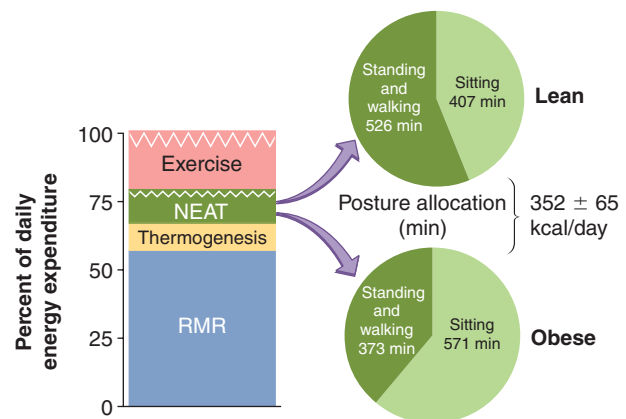 Percent of daily
energy expenditure
100
75
50
25
0
Exercise
NEAT
Thermogenesis
RMR
Standing
and
walking
526 min
Sitting
407 min
Lean
Posture allocation
(min)
352 ± 65
kcal/day
Standing
and
walking
373 min
Sitting
571 min
Obese